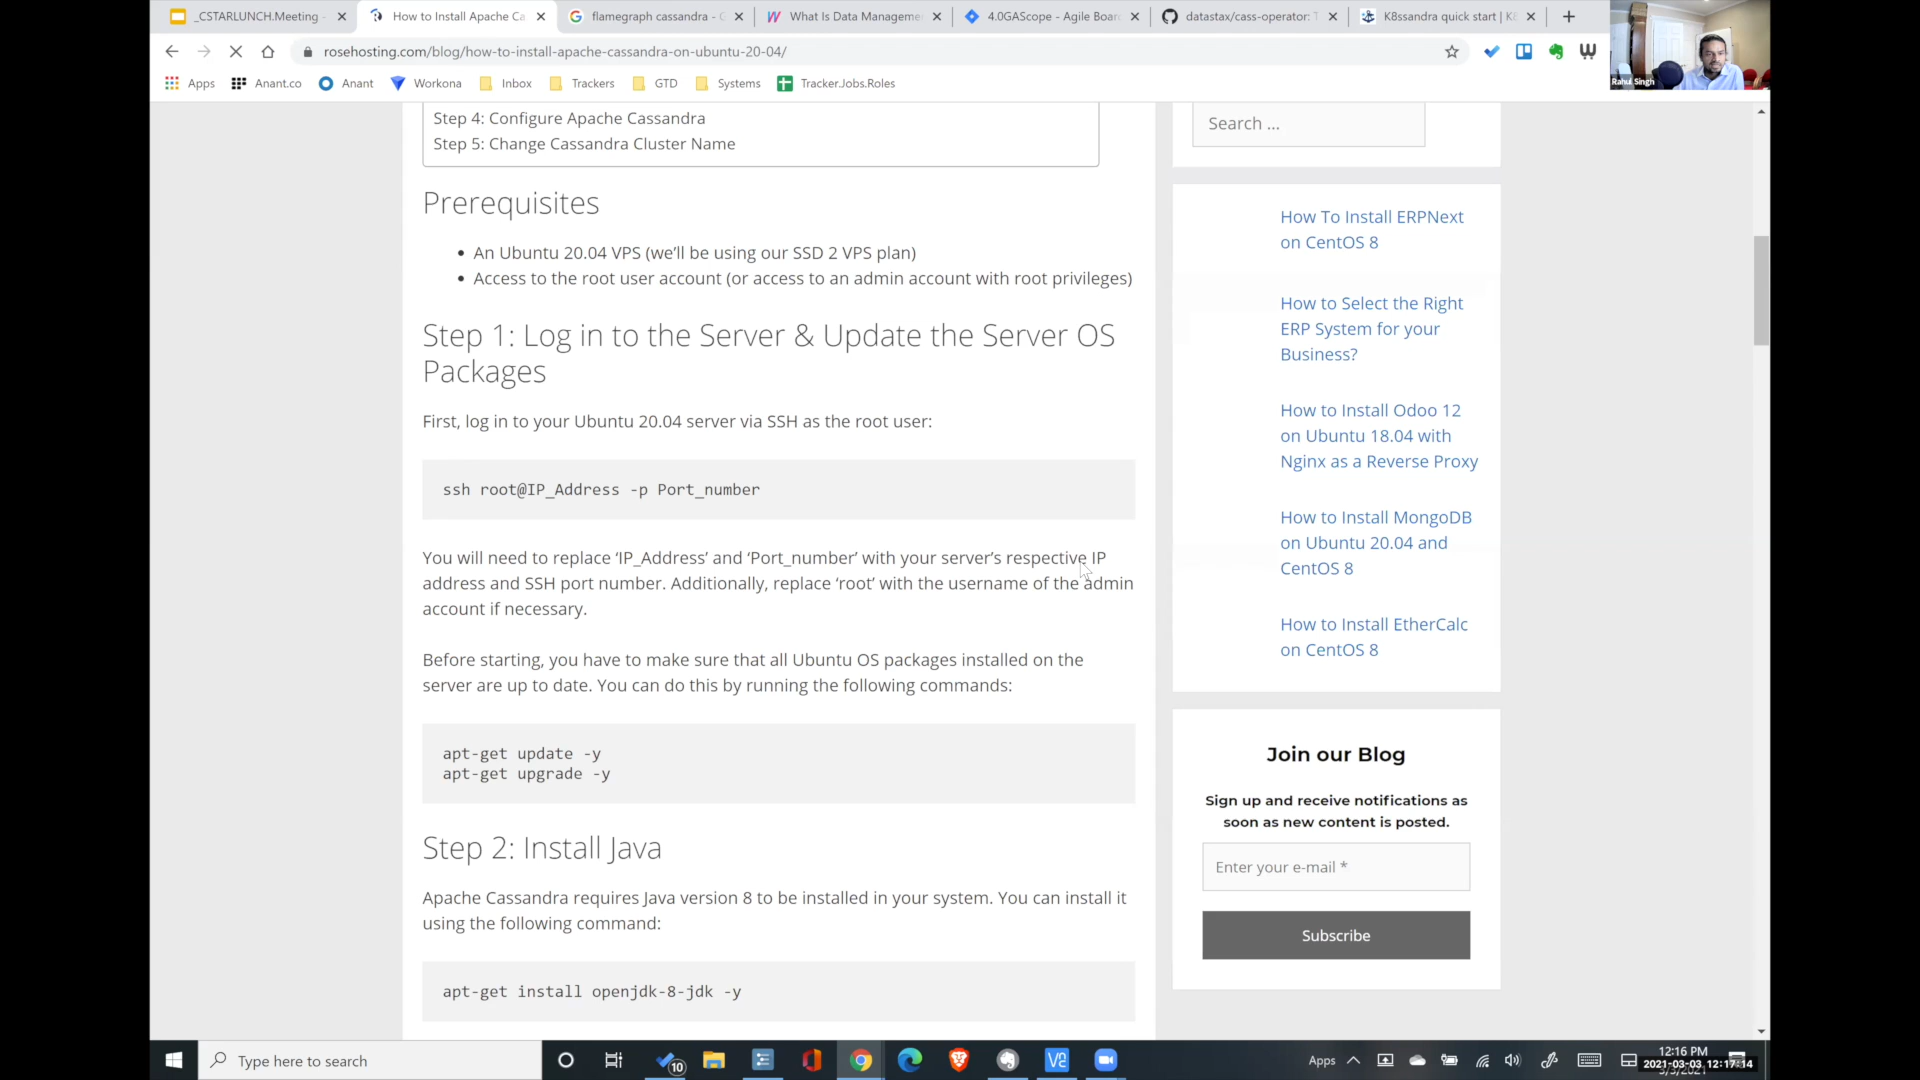 _CSTARLUNCH.Meeting -
How to Install Apache Ca
flamegraph cassandra - G
What Is Data Manageme
4.0GAScope - Agile Boar
datastax/cass-operator: T
K8ssandra quick start | K8
rosehosting.com/blog/how-to-install-apache-cassandra-on-ubuntu-20-04/
Rahul Singh
Apps
Anant.co
Anant
Workona
Inbox
Trackers
GTD
Systems
Tracker.Jobs.Roles
Step 4: Configure Apache Cassandra
Step 5: Change Cassandra Cluster Name
Prerequisites
• An Ubuntu 20.04 VPS (we’ll be using our SSD 2 VPS plan)
• Access to the root user account (or access to an admin account with root privileges)
Step 1: Log in to the Server & Update the Server OS
Packages
First, log in to your Ubuntu 20.04 server via SSH as the root user:
ssh root@IP_Address -p Port_number
You will need to replace ‘IP_Address’ and ‘Port_number’ with your server’s respective IP
address and SSH port number. Additionally, replace ‘root’ with the username of the admin
account if necessary.
Before starting, you have to make sure that all Ubuntu OS packages installed on the
server are up to date. You can do this by running the following commands:
apt-get update -y
apt-get upgrade -y
Step 2: Install Java
Apache Cassandra requires Java version 8 to be installed in your system. You can install it
using the following command:
apt-get install openjdk-8-jdk -y
Search ...
How To Install ERPNext
on CentOS 8
How to Select the Right
ERP System for your
Business?
How to Install Odoo 12
on Ubuntu 18.04 with
Nginx as a Reverse Proxy
How to Install MongoDB
on Ubuntu 20.04 and
CentOS 8
How to Install EtherCalc
on CentOS 8
Join our Blog
Sign up and receive notifications as
soon as new content is posted.
Enter your e-mail *
Subscribe
Type here to search
10
Apps
12:16 PM
2021-03-03 12:17:14